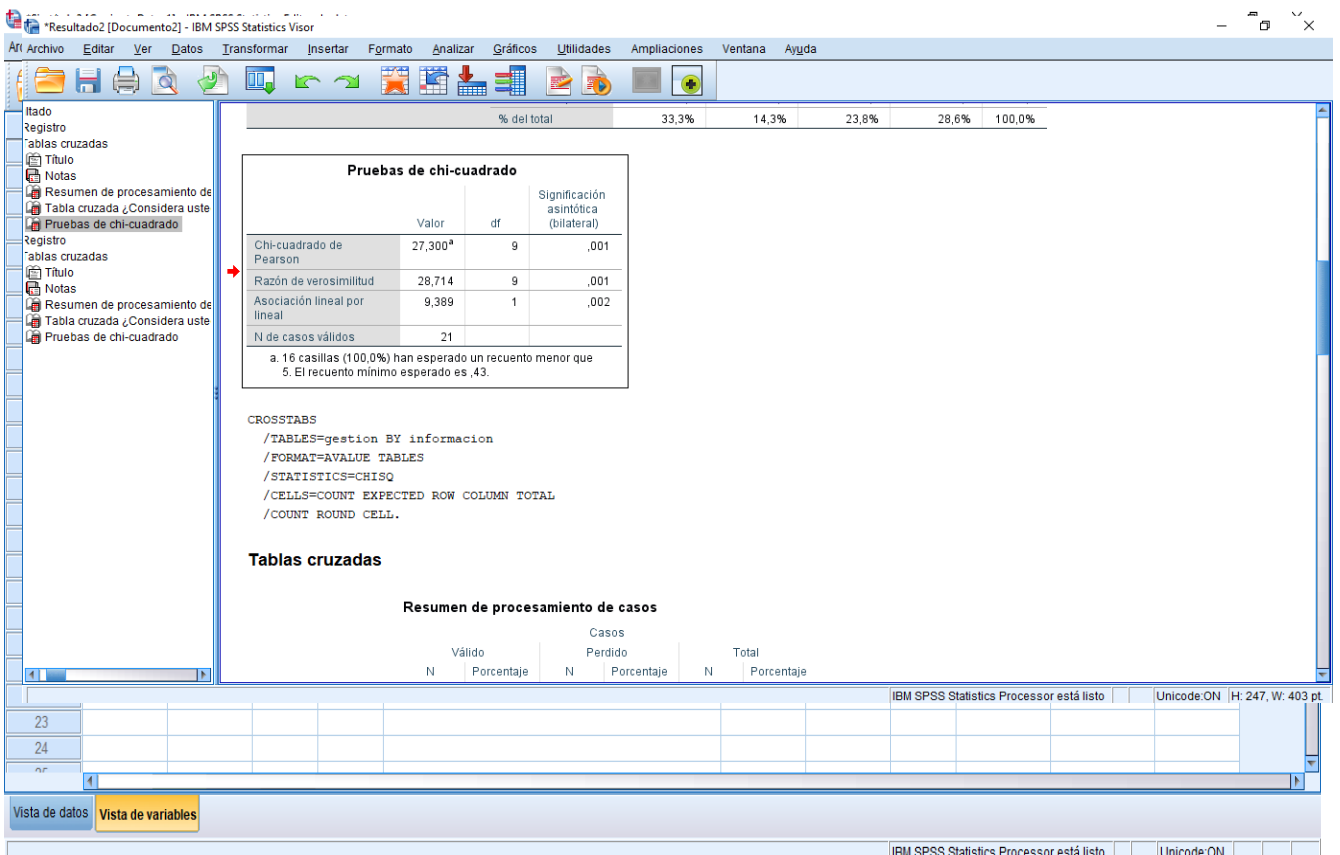 *Resultado2 [Documento2] - IBM SPSS Statistics Visor
Archivo Editar Ver Datos Transformar Insertar Formato Analizar Gráficos Utilidades Ampliaciones Ventana Ayuda
ltado
Registro
Tablas cruzadas
Título
Notas
Resumen de procesamiento de
Tabla cruzada ¿Considera uste
Pruebas de chi-cuadrado
Registro
Tablas cruzadas
Título
Notas
Resumen de procesamiento de
Tabla cruzada ¿Considera uste
Pruebas de chi-cuadrado
% del total 33,3% 14,3% 23,8% 28,6% 100,0%
Pruebas de chi-cuadrado
Valor df Significación asintótica (bilateral)
Chi-cuadrado de Pearson 27,300ª 9 ,001
Razón de verosimilitud 28,714 9 ,001
Asociación lineal por lineal 9,389 1 ,002
N de casos válidos 21
a. 16 casillas (100,0%) han esperado un recuento menor que
5. El recuento mínimo esperado es ,43.
CROSSTABS
/TABLES=gestion BY informacion
/FORMAT=AVALUE TABLES
/STATISTICS=CHISQ
/CELLS=COUNT EXPECTED ROW COLUMN TOTAL
/COUNT ROUND CELL.
Tablas cruzadas
Resumen de procesamiento de casos
Casos
Válido Perdido Total
N Porcentaje N Porcentaje N Porcentaje
IBM SPSS Statistics Processor está listo Unicode:ON H: 247, W: 403 pt.
23
24
Vista de datos Vista de variables
IBM SPSS Statistics Processor está listo Unicode:ON